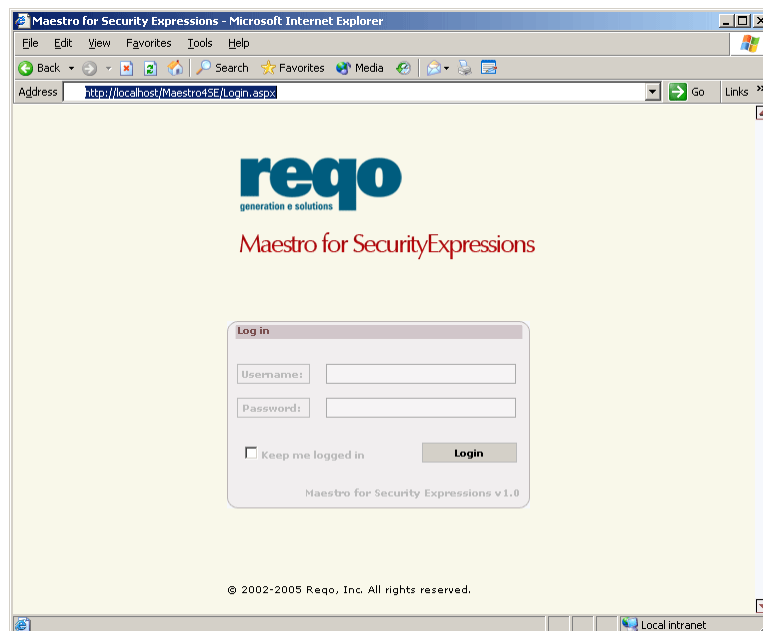 Maestro for Security Expressions - Microsoft Internet Explorer
File Edit View Favorites Tools Help
Back Search Favorites Media
Address http://localhost/Maestro4SE/Login.aspx Go Links »
reqo
generation e solutions
Maestro for SecurityExpressions
Log in
Username:
Password:
Keep me logged in Login
Maestro for Security Expressions v1.0
© 2002-2005 Reqo, Inc. All rights reserved.
Local intranet